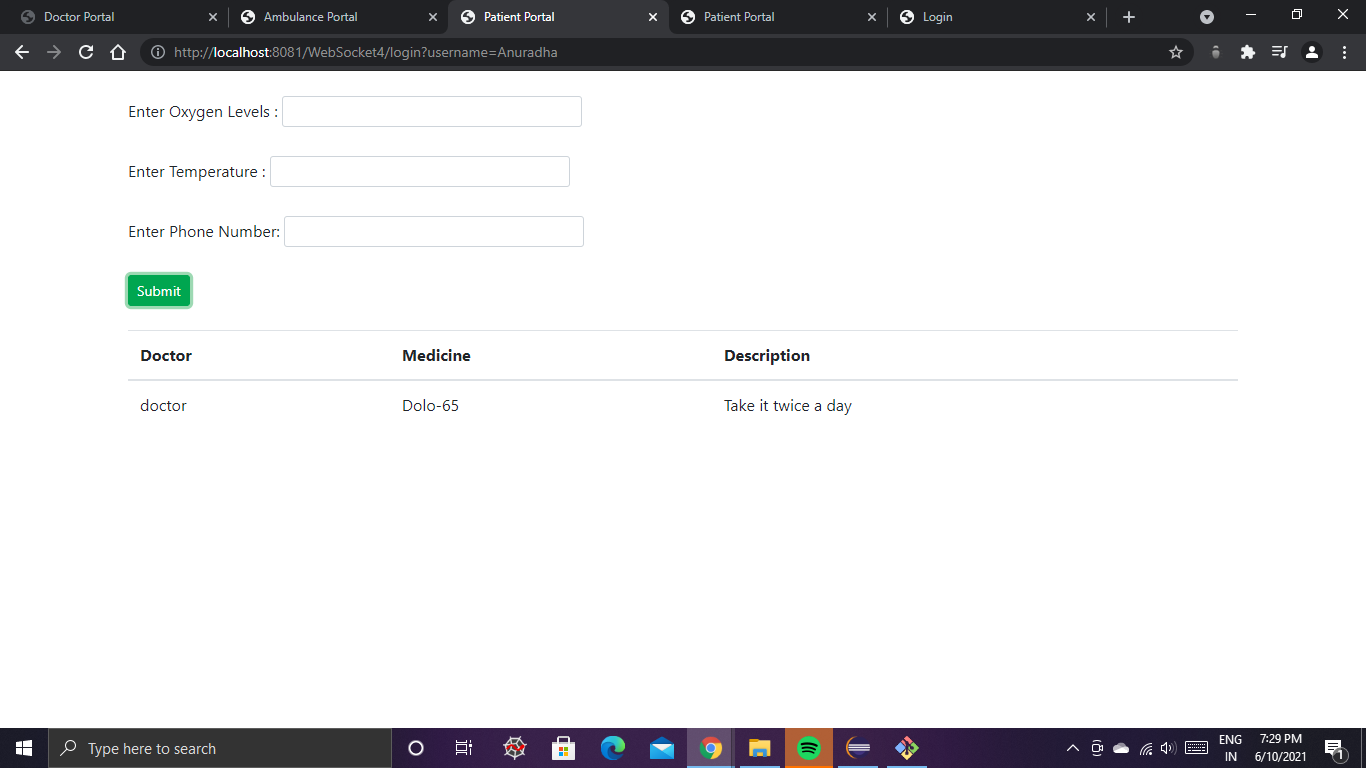 Doctor Portal
Ambulance Portal
Patient Portal
Patient Portal
Login
http://localhost:8081/WebSocket4/login?username=Anuradha
Enter Oxygen Levels :
Enter Temperature :
Enter Phone Number:
Submit
Doctor Medicine Description
doctor Dolo-65 Take it twice a day
Type here to search
ENG
IN
7:29 PM
6/10/2021
1